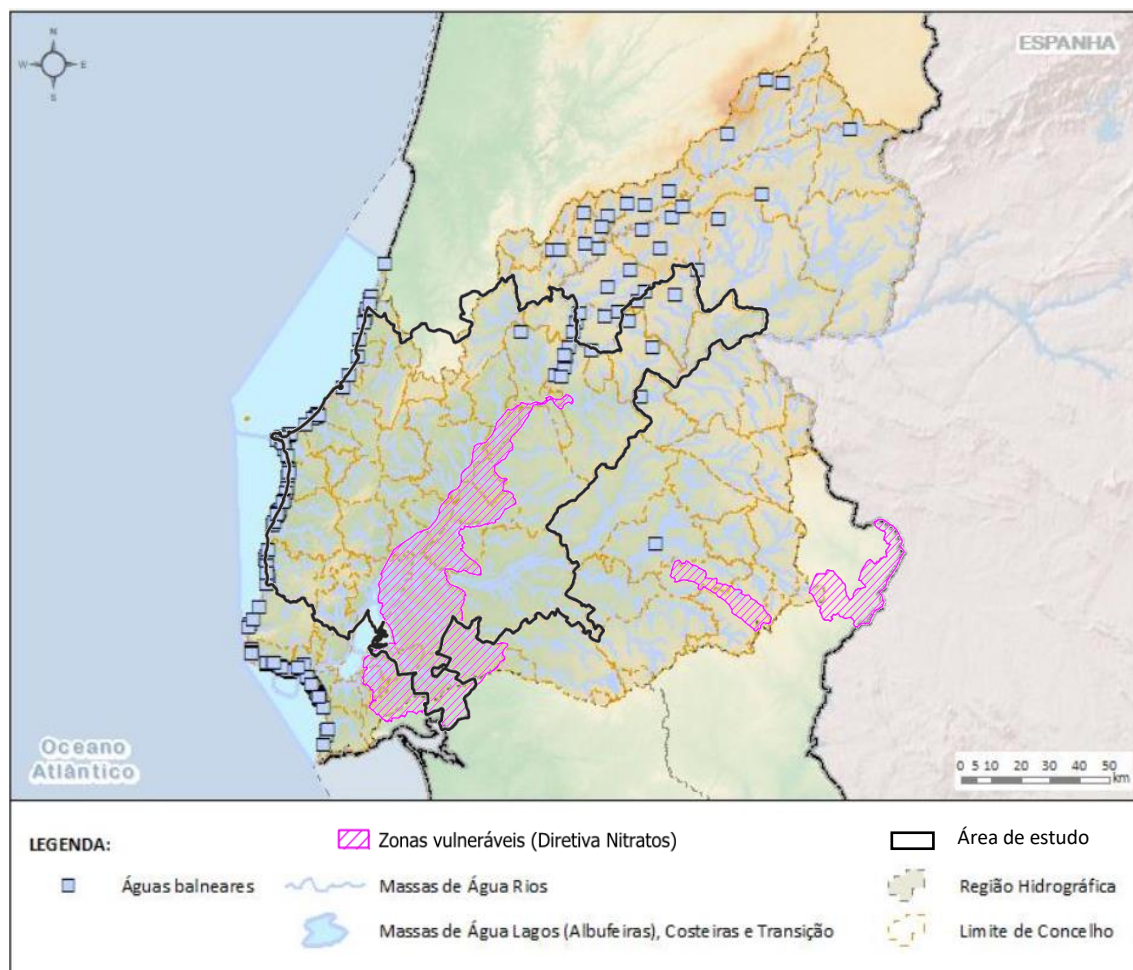 N
W E
S
ESPANHA
Oceano
Atlântico
0 5 10 20 30 40 50
km
LEGENDA:
Zonas vulneráveis (Diretiva Nitratos)
Área de estudo
Águas balneares
Massas de Água Rios
Região Hidrográfica
Massas de Água Lagos (Albufeiras), Costeiras e Transição
Limite de Concelho